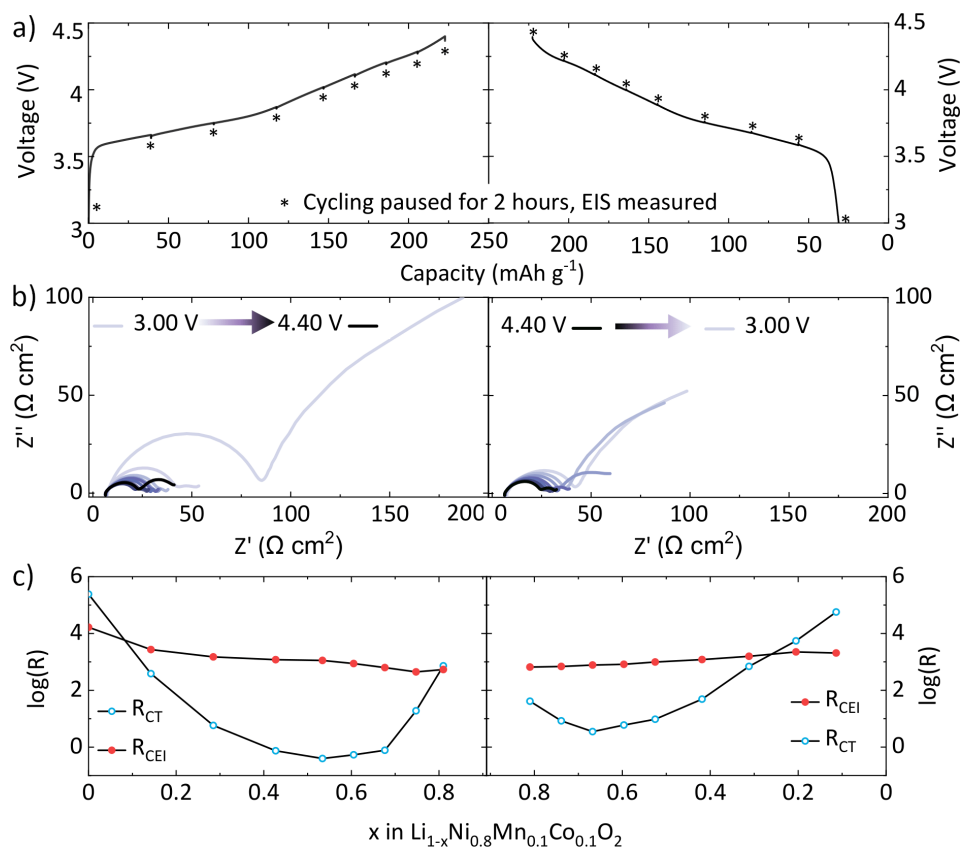 a)
4.5
4
3.5
3
Voltage (V)
* Cycling paused for 2 hours, EIS measured
0 50 100 150 200 250 200 150 100 50 0
Capacity (mAh g⁻¹)
4.5
4
3.5
3
Voltage (V)
b)
100
50
0
Z'' (Ω cm²)
3.00 V 4.40 V
4.40 V 3.00 V
100
50
0
Z'' (Ω cm²)
0 50 100 150 200
0 50 100 150 200
Z' (Ω cm²)
Z' (Ω cm²)
c)
6
4
2
0
log(R)
R_CT
R_CEI
R_CEI
R_CT
6
4
2
0
log(R)
0 0.2 0.4 0.6 0.8
0.8 0.6 0.4 0.2 0
x in Li₁₋ₓNi₀.₈Mn₀.₁Co₀.₁O₂